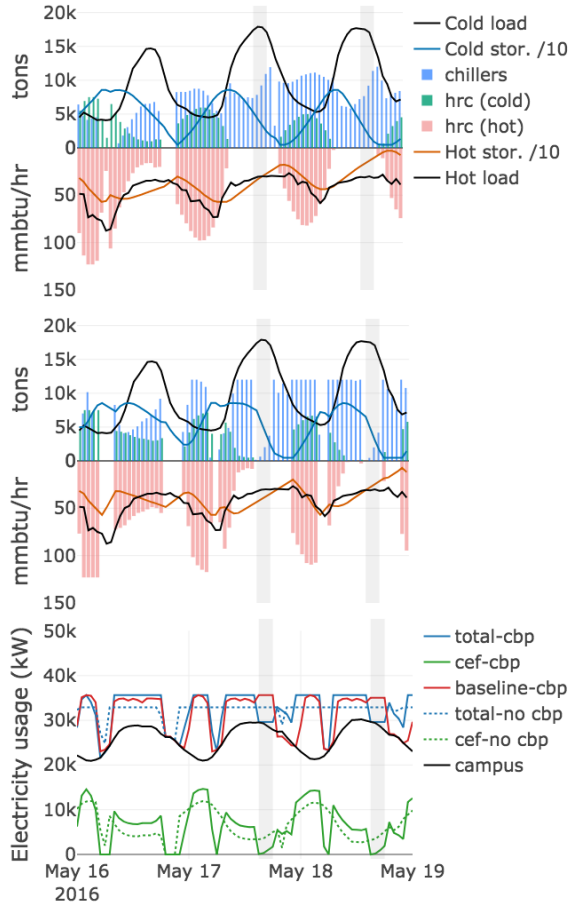 20k
15k
10k
5k
0
50
100
150
tons
mmbtu/hr
Cold load
Cold stor. /10
chillers
hrc (cold)
hrc (hot)
Hot stor. /10
Hot load
20k
15k
10k
5k
0
50
100
150
tons
mmbtu/hr
50k
40k
30k
20k
10k
0
Electricity usage (kW)
total-cbp
cef-cbp
baseline-cbp
total-no cbp
cef-no cbp
campus
May 16
2016
May 17
May 18
May 19